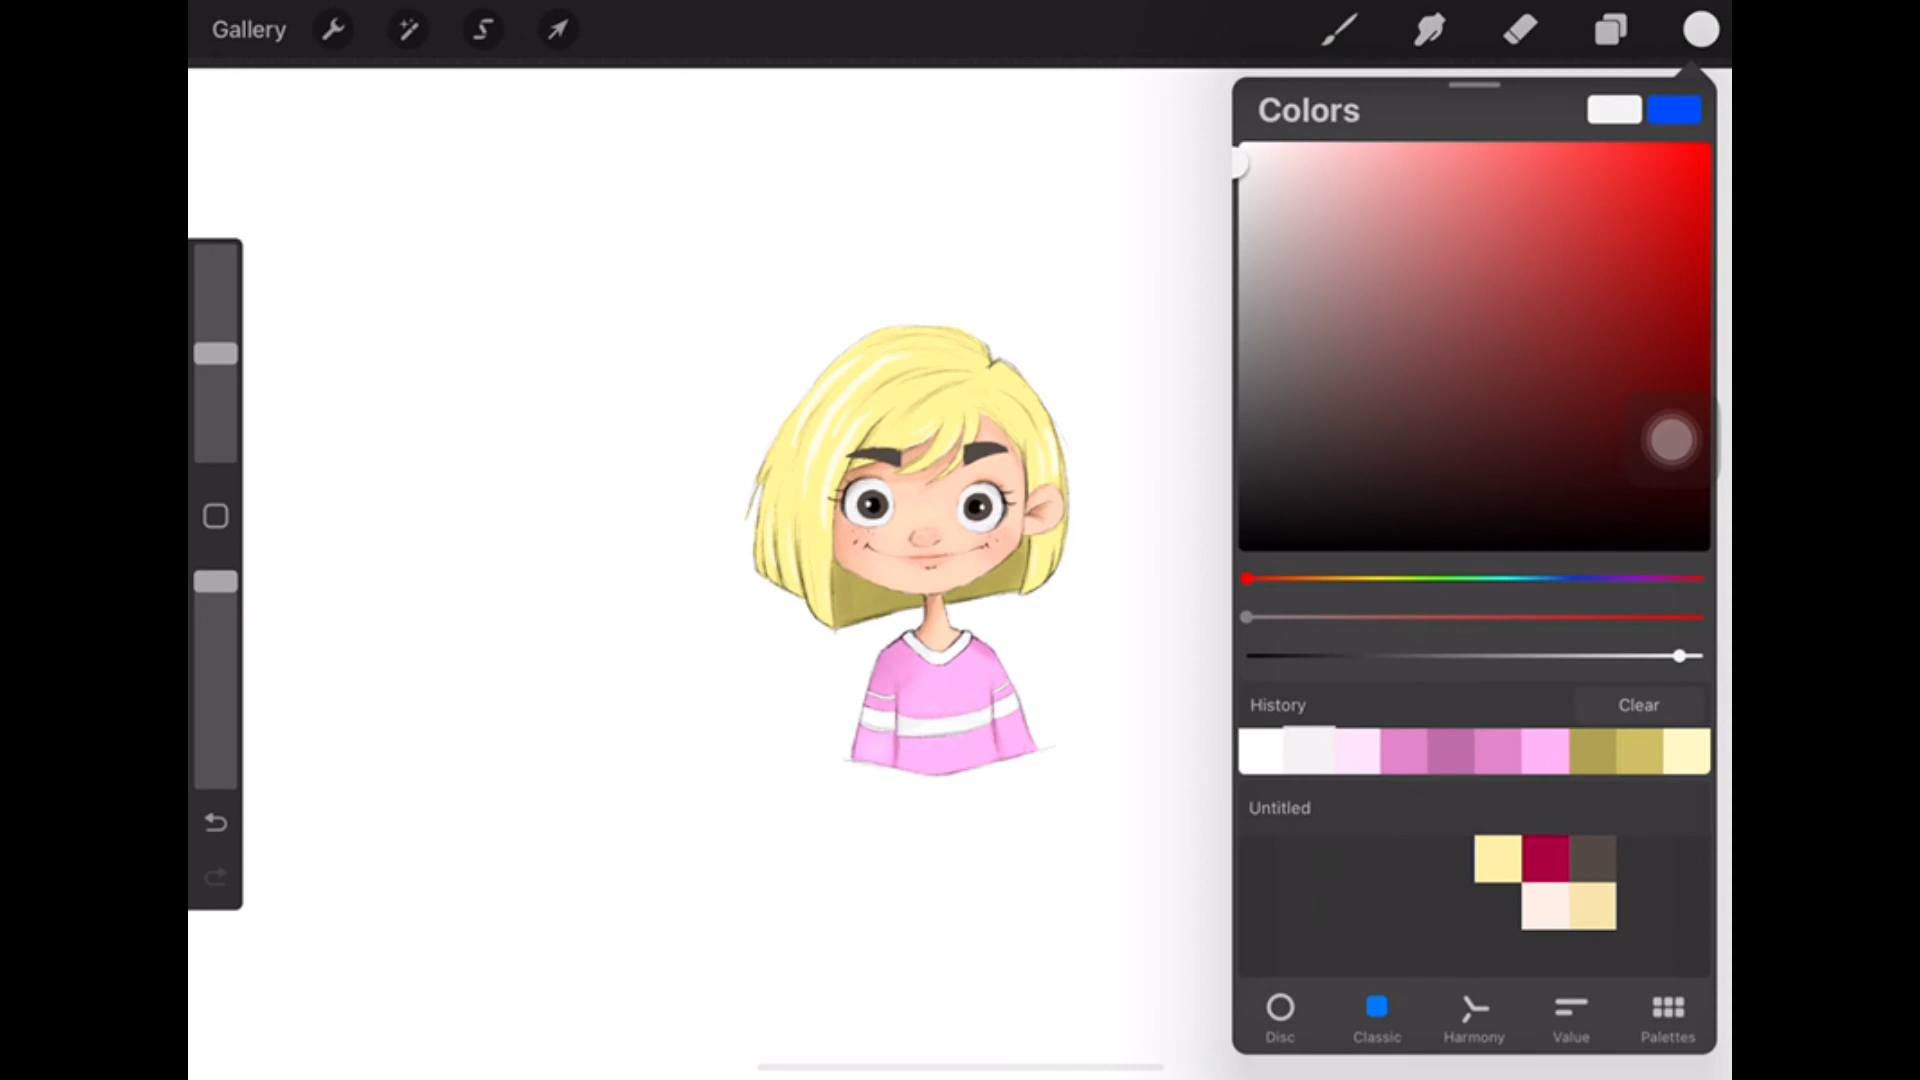 Gallery
Colors
History
Clear
Untitled
Disc
Classic
Harmony
Value
Palettes